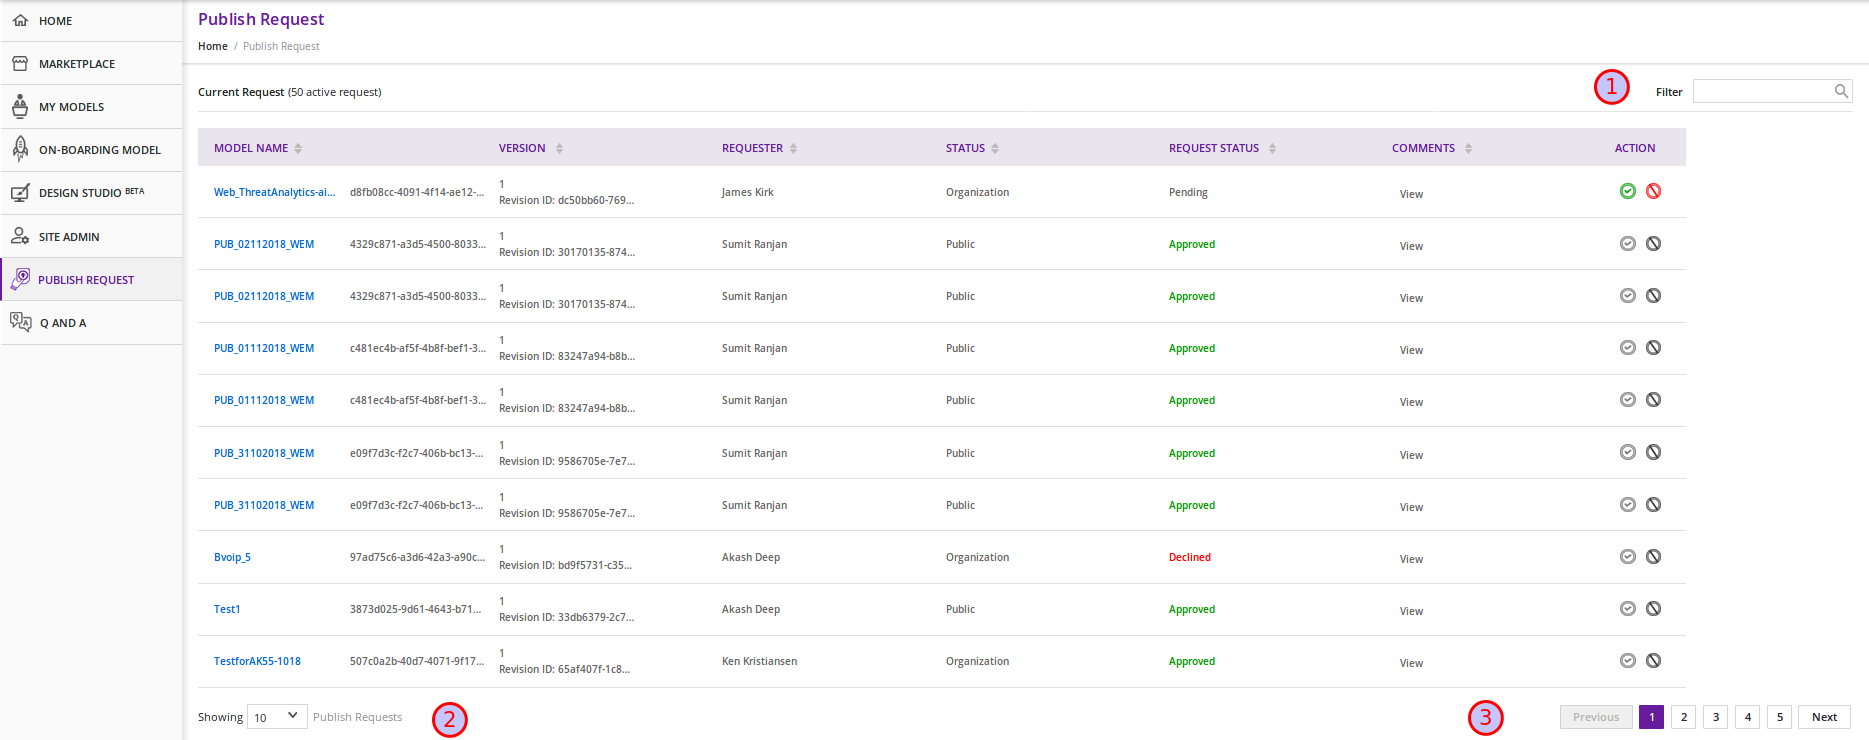 HOME
MARKETPLACE
MY MODELS
ON-BOARDING MODEL
DESIGN STUDIO BETA
SITE ADMIN
PUBLISH REQUEST
Q AND A
Publish Request
Home / Publish Request
Current Request (50 active request)
1
Filter
MODEL NAME VERSION REQUESTER STATUS REQUEST STATUS COMMENTS ACTION
Web_ThreatAnalytics-ai... d8fb08cc-4091-4f14-ae12-... 1 James Kirk Organization Pending View
Revision ID: dc50bb60-769...
PUB_02112018_WEM 4329c871-a3d5-4500-8033... 1 Sumit Ranjan Public Approved View
Revision ID: 30170135-874...
PUB_02112018_WEM 4329c871-a3d5-4500-8033... 1 Sumit Ranjan Public Approved View
Revision ID: 30170135-874...
PUB_01112018_WEM c481ec4b-af5f-4b8f-bef1-3... 1 Sumit Ranjan Public Approved View
Revision ID: 83247a94-b8b...
PUB_01112018_WEM c481ec4b-af5f-4b8f-bef1-3... 1 Sumit Ranjan Public Approved View
Revision ID: 83247a94-b8b...
PUB_31102018_WEM e09f7d3c-f2c7-406b-bc13-... 1 Sumit Ranjan Public Approved View
Revision ID: 9586705e-7e7...
PUB_31102018_WEM e09f7d3c-f2c7-406b-bc13-... 1 Sumit Ranjan Public Approved View
Revision ID: 9586705e-7e7...
Bvoip_5 97ad75c6-a3d6-42a3-a90c... 1 Akash Deep Organization Declined View
Revision ID: bd9f5731-c35...
Test1 3873d025-9d61-4643-b71... 1 Akash Deep Public Approved View
Revision ID: 33db6379-2c7...
TestforAK55-1018 507c0a2b-40d7-4071-9f17... 1 Ken Kristiansen Organization Approved View
Revision ID: 65af407f-1c8...
Showing 10 Publish Requests
2
3
Previous 1 2 3 4 5 Next